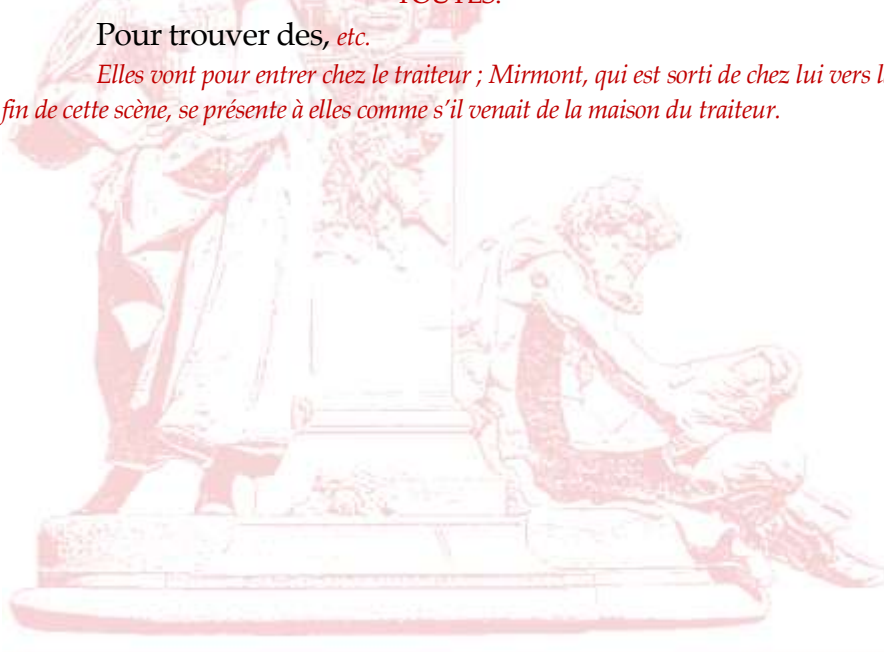 TOUTES.
Pour trouver des, etc.
Elles vont pour entrer chez le traiteur ; Mirmont, qui est sorti de chez lui vers
fin de cette scène, se présente à elles comme s’il venait de la maison du traiteur.